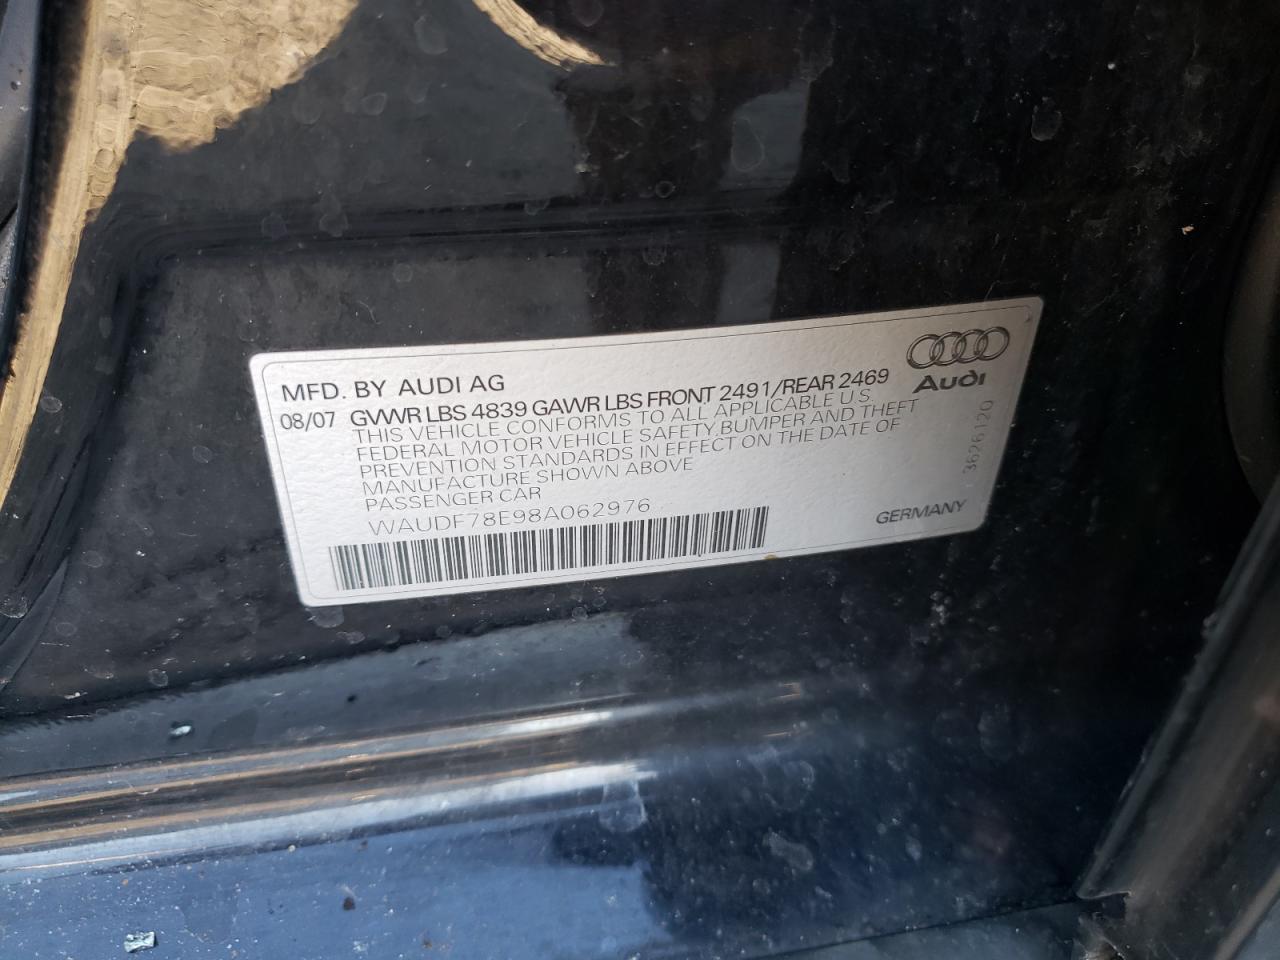 MFD. BY AUDI AG
08/07 GVWR LBS 4839 GAWR LBS FRONT 2491/REAR 2469
THIS VEHICLE CONFORMS TO ALL APPLICABLE U.S.
FEDERAL MOTOR VEHICLE SAFETY,BUMPER AND THEFT
PREVENTION STANDARDS IN EFFECT ON THE DATE OF
MANUFACTURE SHOWN ABOVE
PASSENGER CAR
WAUDF78E98A062976
Audi
3626120
GERMANY